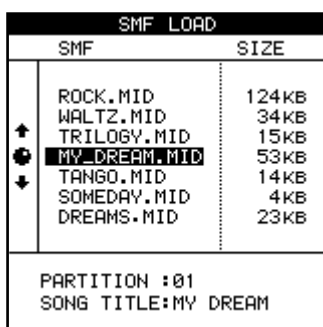 SMF LOAD
SMF SIZE
ROCK.MID 124KB
WALTZ.MID 34KB
TRILOGY.MID 15KB
MY_DREAM.MID 53KB
TANGO.MID 14KB
SOMEDAY.MID 4KB
DREAMS.MID 23KB
PARTITION :01
SONG TITLE:MY DREAM